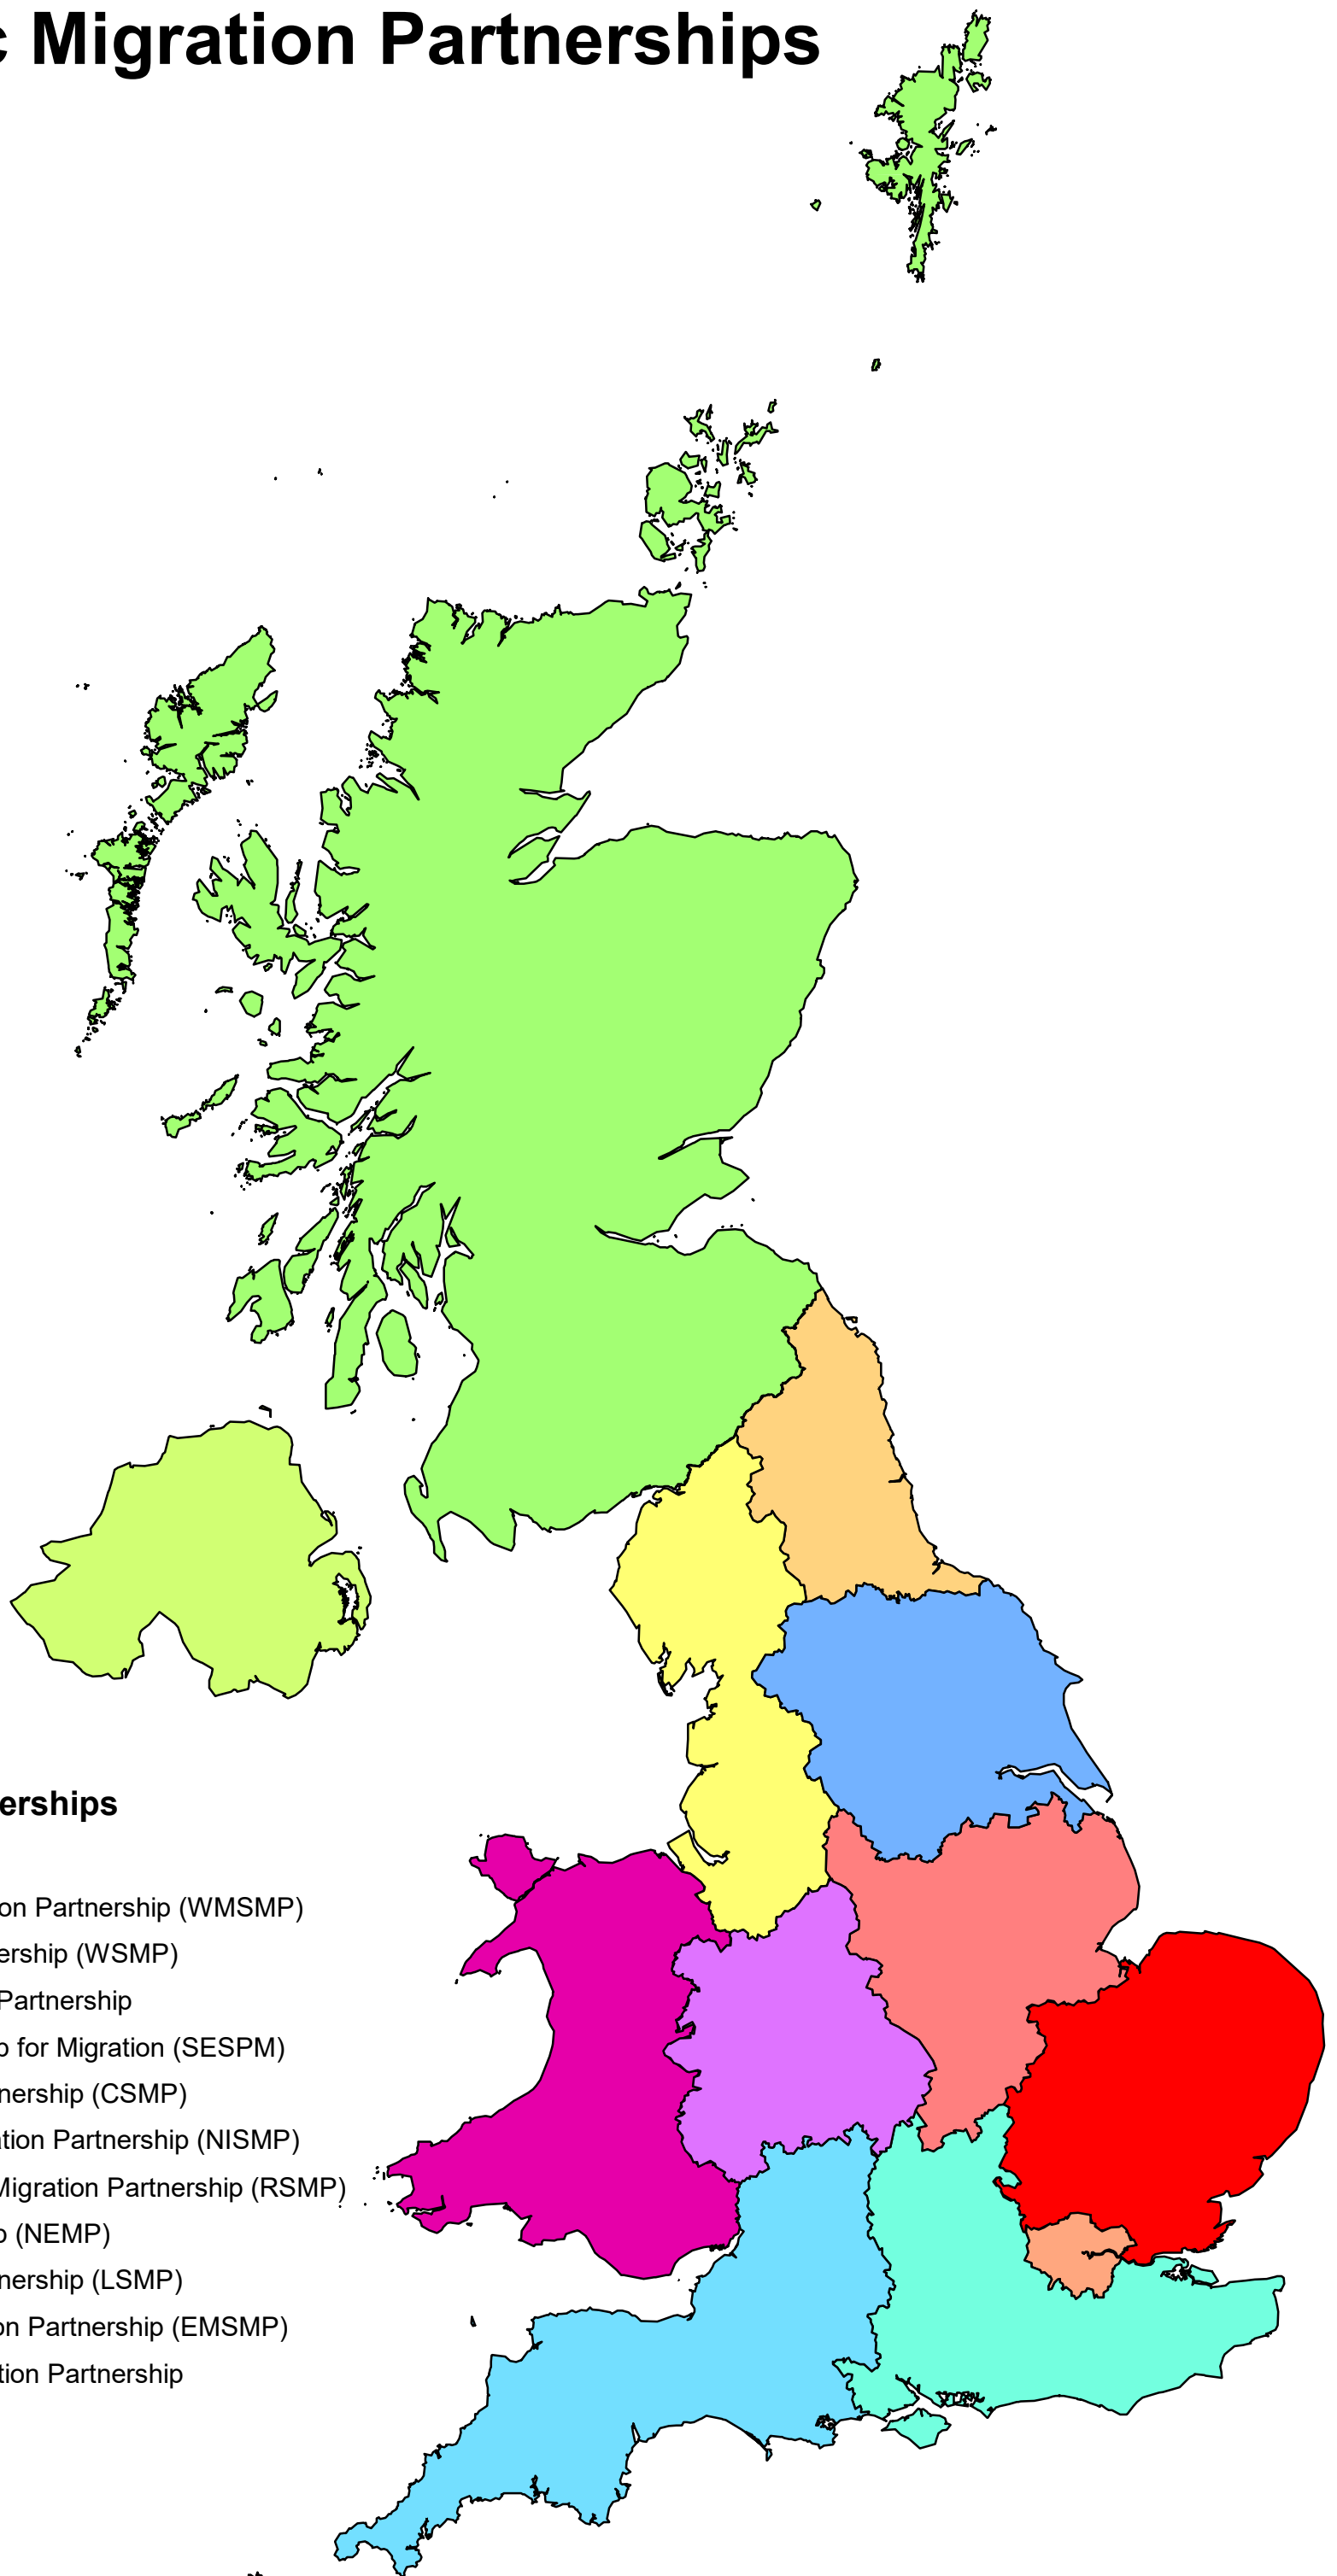 c Migration Partnerships
erships
on Partnership (WMSMP)
ership (WSMP)
Partnership
p for Migration (SESPM)
nership (CSMP)
ation Partnership (NISMP)
Migration Partnership (RSMP)
p (NEMP)
nership (LSMP)
on Partnership (EMSMP)
tion Partnership